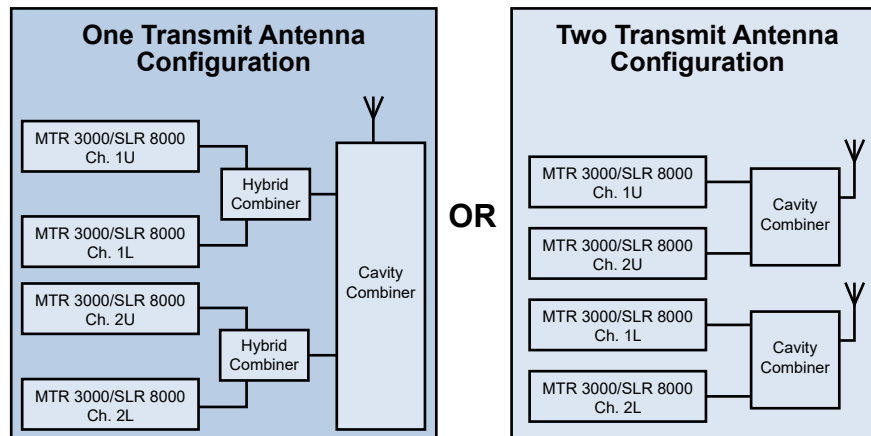 One Transmit Antenna
Configuration
MTR 3000/SLR 8000
Ch. 1U
Hybrid
Combiner
MTR 3000/SLR 8000
Ch. 1L
MTR 3000/SLR 8000
Ch. 2U
Hybrid
Combiner
MTR 3000/SLR 8000
Ch. 2L
Cavity
Combiner
OR
Two Transmit Antenna
Configuration
MTR 3000/SLR 8000
Ch. 1U
MTR 3000/SLR 8000
Ch. 2U
Cavity
Combiner
MTR 3000/SLR 8000
Ch. 1L
MTR 3000/SLR 8000
Ch. 2L
Cavity
Combiner